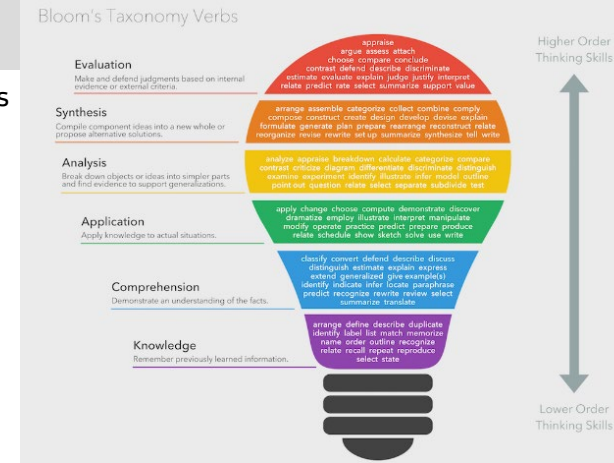 Bloom's Taxonomy Verbs
Higher Order
Thinking Skills
s
Evaluation
Make and defend judgments based on internal
evidence or external criteria.
appraise
argue assess attach
choose compare conclude
contrast defend describe discriminate
estimate evaluate explain judge justify interpret
relate predict rate select summarize support value
Synthesis
Compile component ideas into a new whole or
propose alternative solutions.
arrange assemble categorize collect combine comply
compose construct create design develop devise explain
formulate generate plan prepare rearrange reconstruct relate
reorganize revise rewrite set up summarize synthesize tell write
Analysis
Break down objects or ideas into simpler parts
and find evidence to support generalizations.
analyze appraise breakdown calculate categorize compare
contrast criticize diagram differentiate discriminate distinguish
examine experiment identify illustrate infer model outline
point-out question relate select separate subdivide test
Application
Apply knowledge to actual situations.
apply change choose compute demonstrate discover
dramatize employ illustrate interpret manipulate
modify operate practice predict prepare produce
relate schedule show sketch solve use write
Comprehension
Demonstrate an understanding of the facts.
classify convert defend describe discuss
distinguish estimate explain express
extend generalized give example(s)
identify indicate infer locate paraphrase
predict recognize rewrite review select
summarize translate
Knowledge
Remember previously learned information.
arrange define describe duplicate
identify label list match memorize
name order outline recognize
relate recall repeat reproduce
select state
Lower Order
Thinking Skills